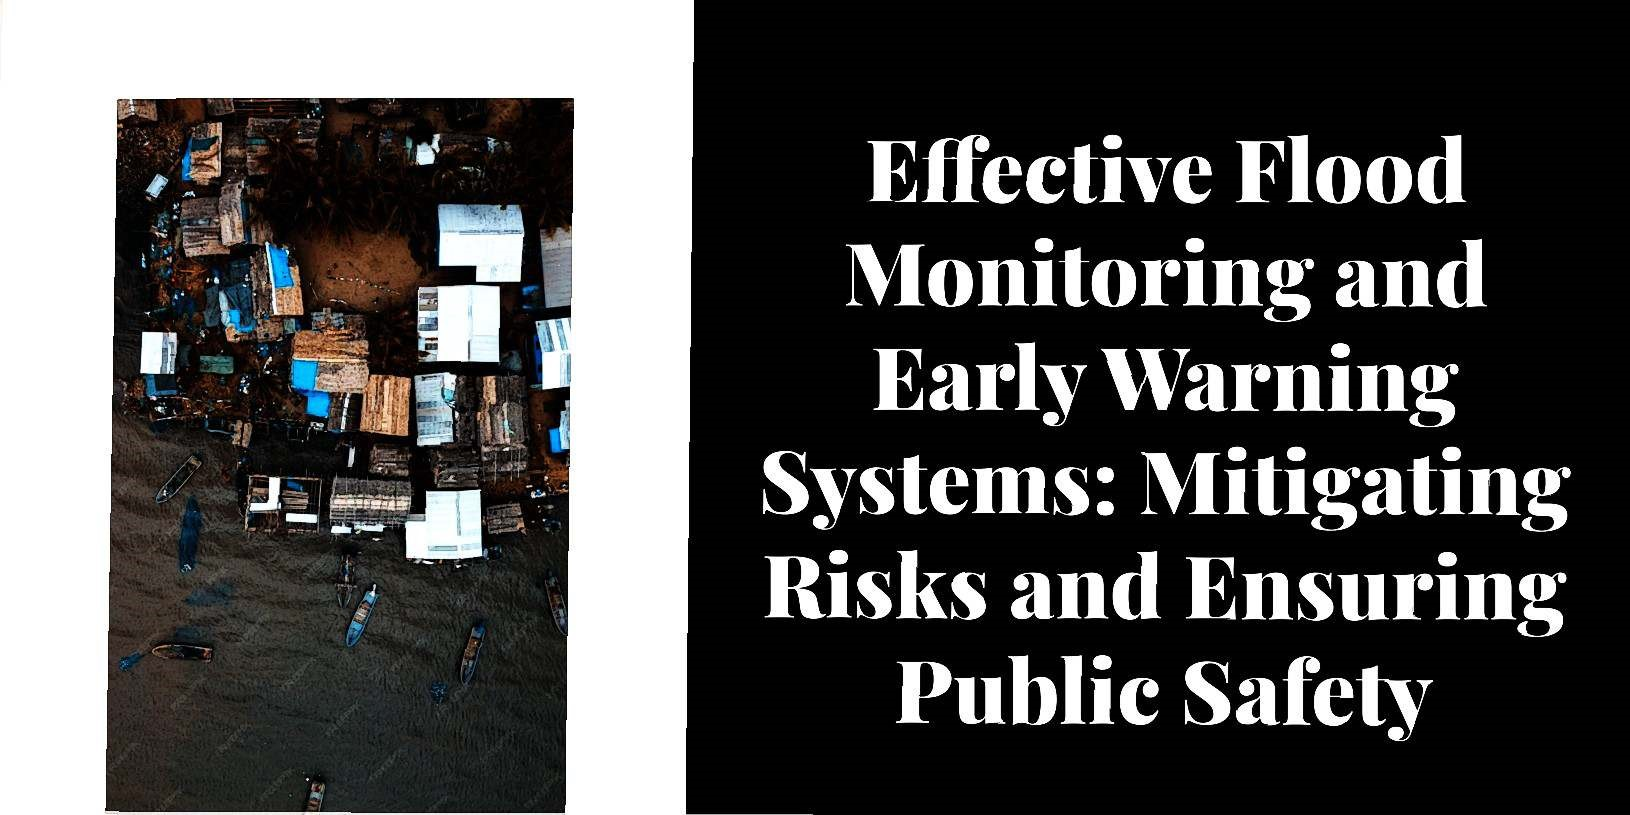 Effective Flood
Monitoring and
Early Warning
Systems: Mitigating
Risks and Ensuring
Public Safety